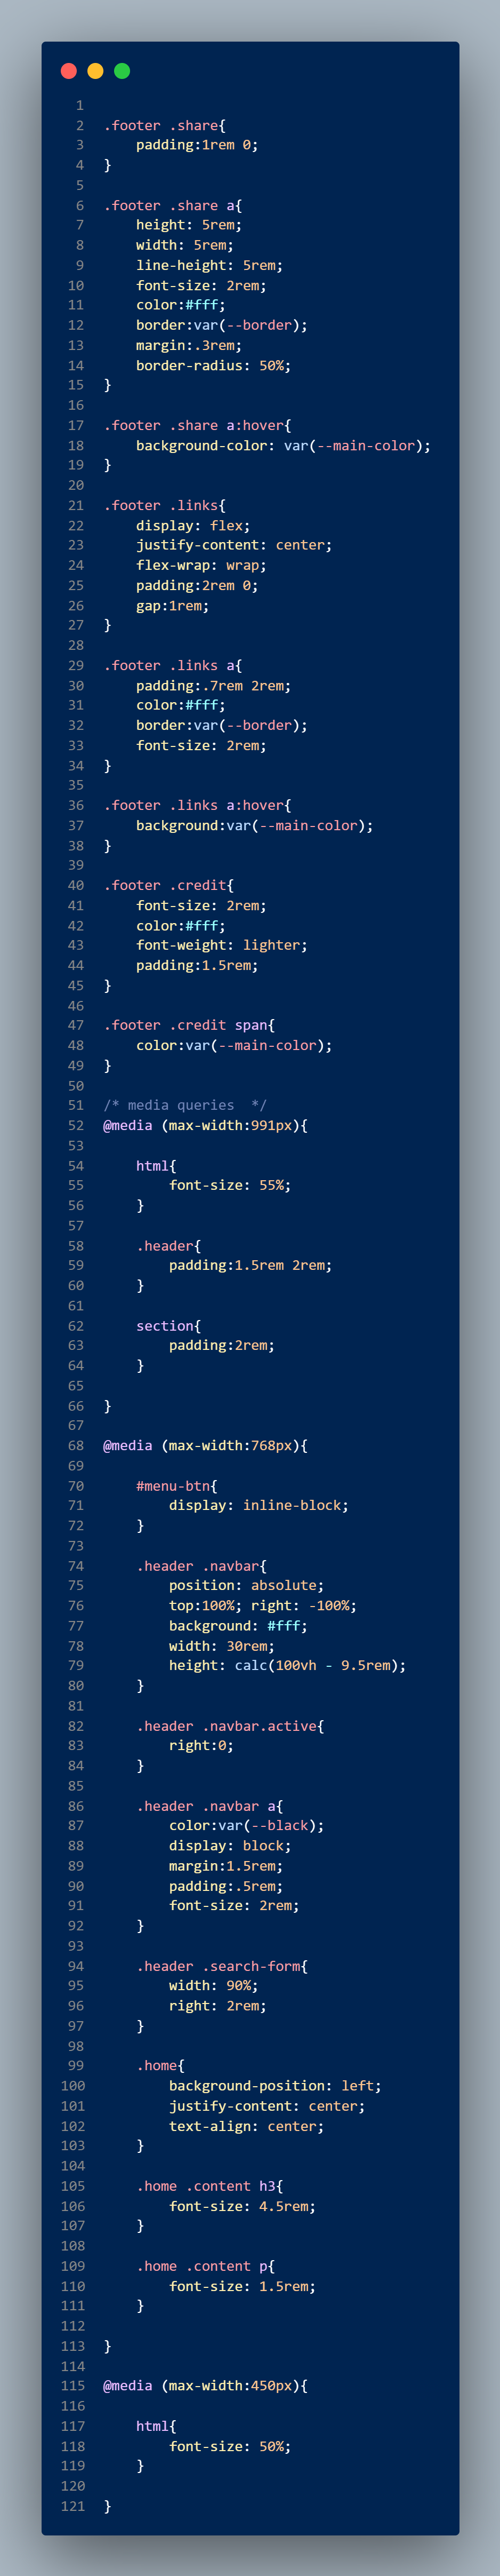 1
2 .footer .share{
3     padding:1rem 0;
4 }
5
6 .footer .share a{
7     height: 5rem;
8     width: 5rem;
9     line-height: 5rem;
10     font-size: 2rem;
11     color:#fff;
12     border:var(--border);
13     margin:.3rem;
14     border-radius: 50%;
15 }
16
17 .footer .share a:hover{
18     background-color: var(--main-color);
19 }
20
21 .footer .links{
22     display: flex;
23     justify-content: center;
24     flex-wrap: wrap;
25     padding:2rem 0;
26     gap:1rem;
27 }
28
29 .footer .links a{
30     padding:.7rem 2rem;
31     color:#fff;
32     border:var(--border);
33     font-size: 2rem;
34 }
35
36 .footer .links a:hover{
37     background:var(--main-color);
38 }
39
40 .footer .credit{
41     font-size: 2rem;
42     color:#fff;
43     font-weight: lighter;
44     padding:1.5rem;
45 }
46
47 .footer .credit span{
48     color:var(--main-color);
49 }
50
51 /* media queries  */
52 @media (max-width:991px){
53
54     html{
55         font-size: 55%;
56     }
57
58     .header{
59         padding:1.5rem 2rem;
60     }
61
62     section{
63         padding:2rem;
64     }
65
66 }
67
68 @media (max-width:768px){
69
70     #menu-btn{
71         display: inline-block;
72     }
73
74     .header .navbar{
75         position: absolute;
76         top:100%; right: -100%;
77         background: #fff;
78         width: 30rem;
79         height: calc(100vh - 9.5rem);
80     }
81
82     .header .navbar.active{
83         right:0;
84     }
85
86     .header .navbar a{
87         color:var(--black);
88         display: block;
89         margin:1.5rem;
90         padding:.5rem;
91         font-size: 2rem;
92     }
93
94     .header .search-form{
95         width: 90%;
96         right: 2rem;
97     }
98
99     .home{
100         background-position: left;
101         justify-content: center;
102         text-align: center;
103     }
104
105     .home .content h3{
106         font-size: 4.5rem;
107     }
108
109     .home .content p{
110         font-size: 1.5rem;
111     }
112
113 }
114
115 @media (max-width:450px){
116
117     html{
118         font-size: 50%;
119     }
120
121 }